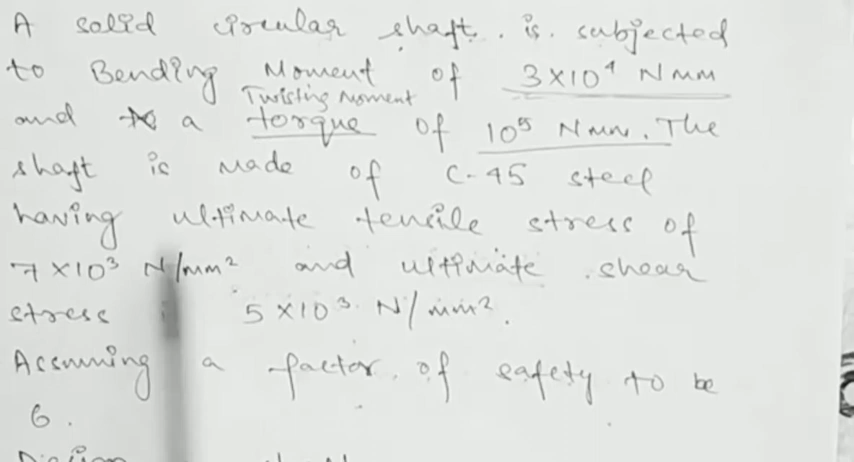 A solid circular shaft is subjected
to Bending Moment of 3×10⁴ N mm
Twisting Moment
and a torque of 10⁵ N mm. The
shaft is made of C-45 steel
having ultimate tensile stress of
7×10³ N/mm² and ultimate shear
stress 5×10³ N/mm².
Assuming a factor of safety to be
6.